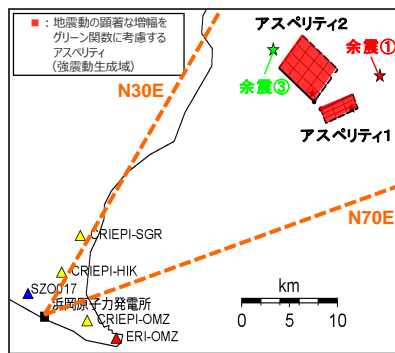 ■：地震動の顕著な増幅を
グリーン関数に考慮する
アスペリティ
（強震動生成域）
アスペリティ2
余震①
余震③
アスペリティ1
N30E
N70E
CRIEPI-SGR
CRIEPI-HIK
SZO017
浜岡原子力発電所
CRIEPI-OMZ
ERI-OMZ
km
0 5 10